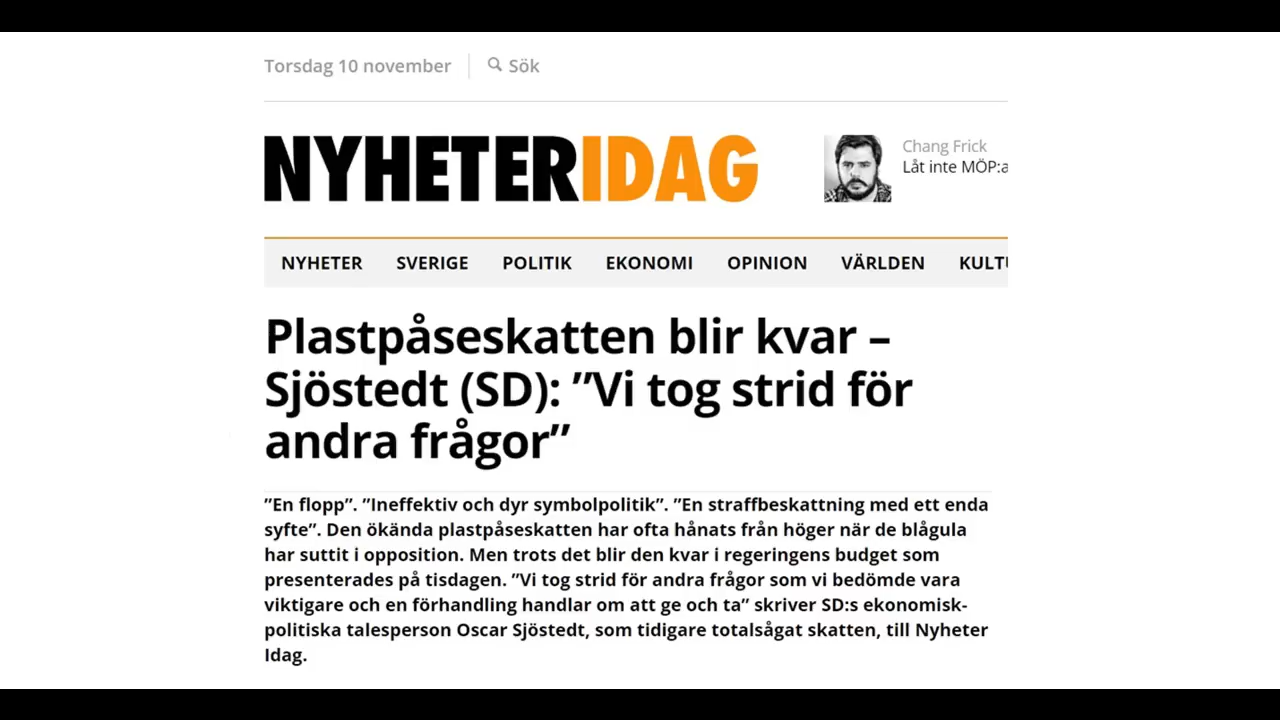 Torsdag 10 november
Sök
NYHETERIDAG
Chang Frick
Låt inte MÖP:a
NYHETER SVERIGE POLITIK EKONOMI OPINION VÄRLDEN KULTU
Plastpåseskatten blir kvar –
Sjöstedt (SD): ”Vi tog strid för
andra frågor”
”En flopp”. ”Ineffektiv och dyr symbolpolitik”. ”En straffbeskattning med ett enda
syfte”. Den ökända plastpåseskatten har ofta hånats från höger när de blågula
har suttit i opposition. Men trots det blir den kvar i regeringens budget som
presenterades på tisdagen. ”Vi tog strid för andra frågor som vi bedömde vara
viktigare och en förhandling handlar om att ge och ta” skriver SD:s ekonomisk-
politiska talesperson Oscar Sjöstedt, som tidigare totalsågat skatten, till Nyheter
Idag.